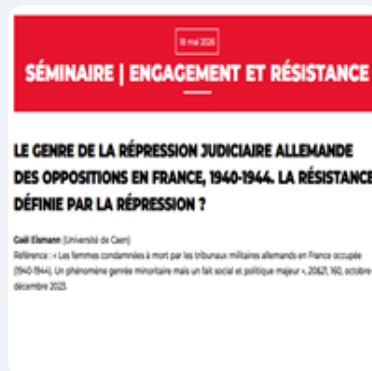 18 mai 2026
SÉMINAIRE | ENGAGEMENT ET RÉSISTANCE
LE GENRE DE LA RÉPRESSION JUDICIAIRE ALLEMANDE
DES OPPOSITIONS EN FRANCE, 1940-1944. LA RÉSISTANCE
DÉFINIE PAR LA RÉPRESSION ?
Gaël Eismann (Université de Caen)
Référence : « Les femmes condamnées à mort par les tribunaux militaires allemands en France occupée
(1940-1944). Un phénomène genré minoritaire mais un fait social et politique majeur », 20&21, 160, octobre-
décembre 2023.